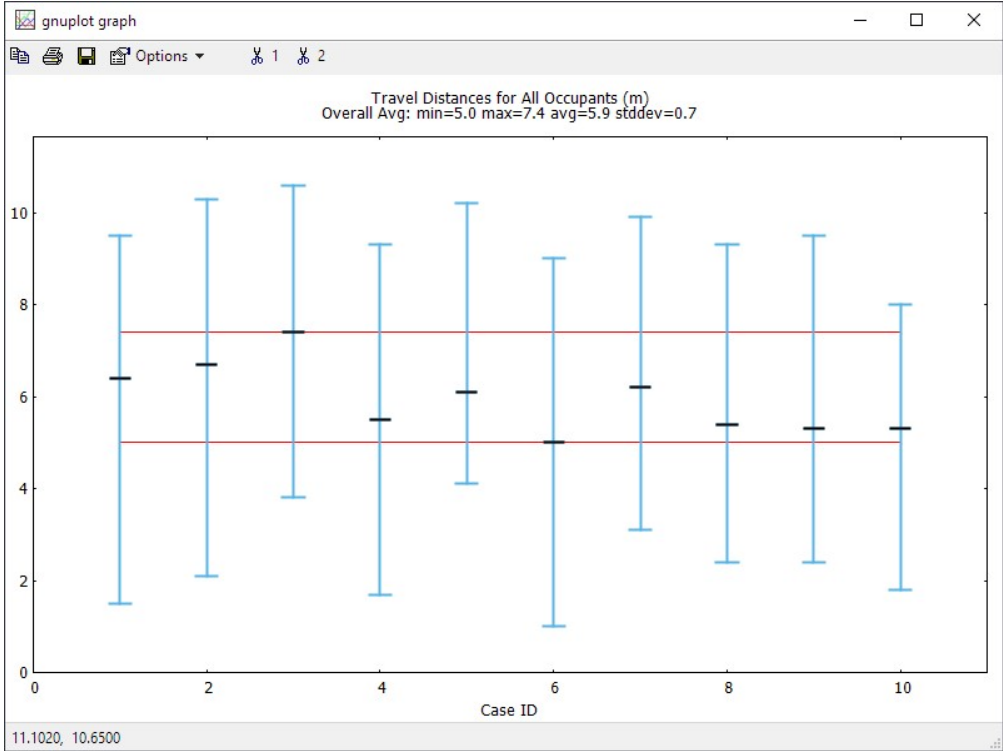 gnuplot graph
Options 1 2
Travel Distances for All Occupants (m)
Overall Avg: min=5.0 max=7.4 avg=5.9 stddev=0.7
10
8
6
4
2
0
0 2 4 6 8 10
Case ID
11.1020, 10.6500